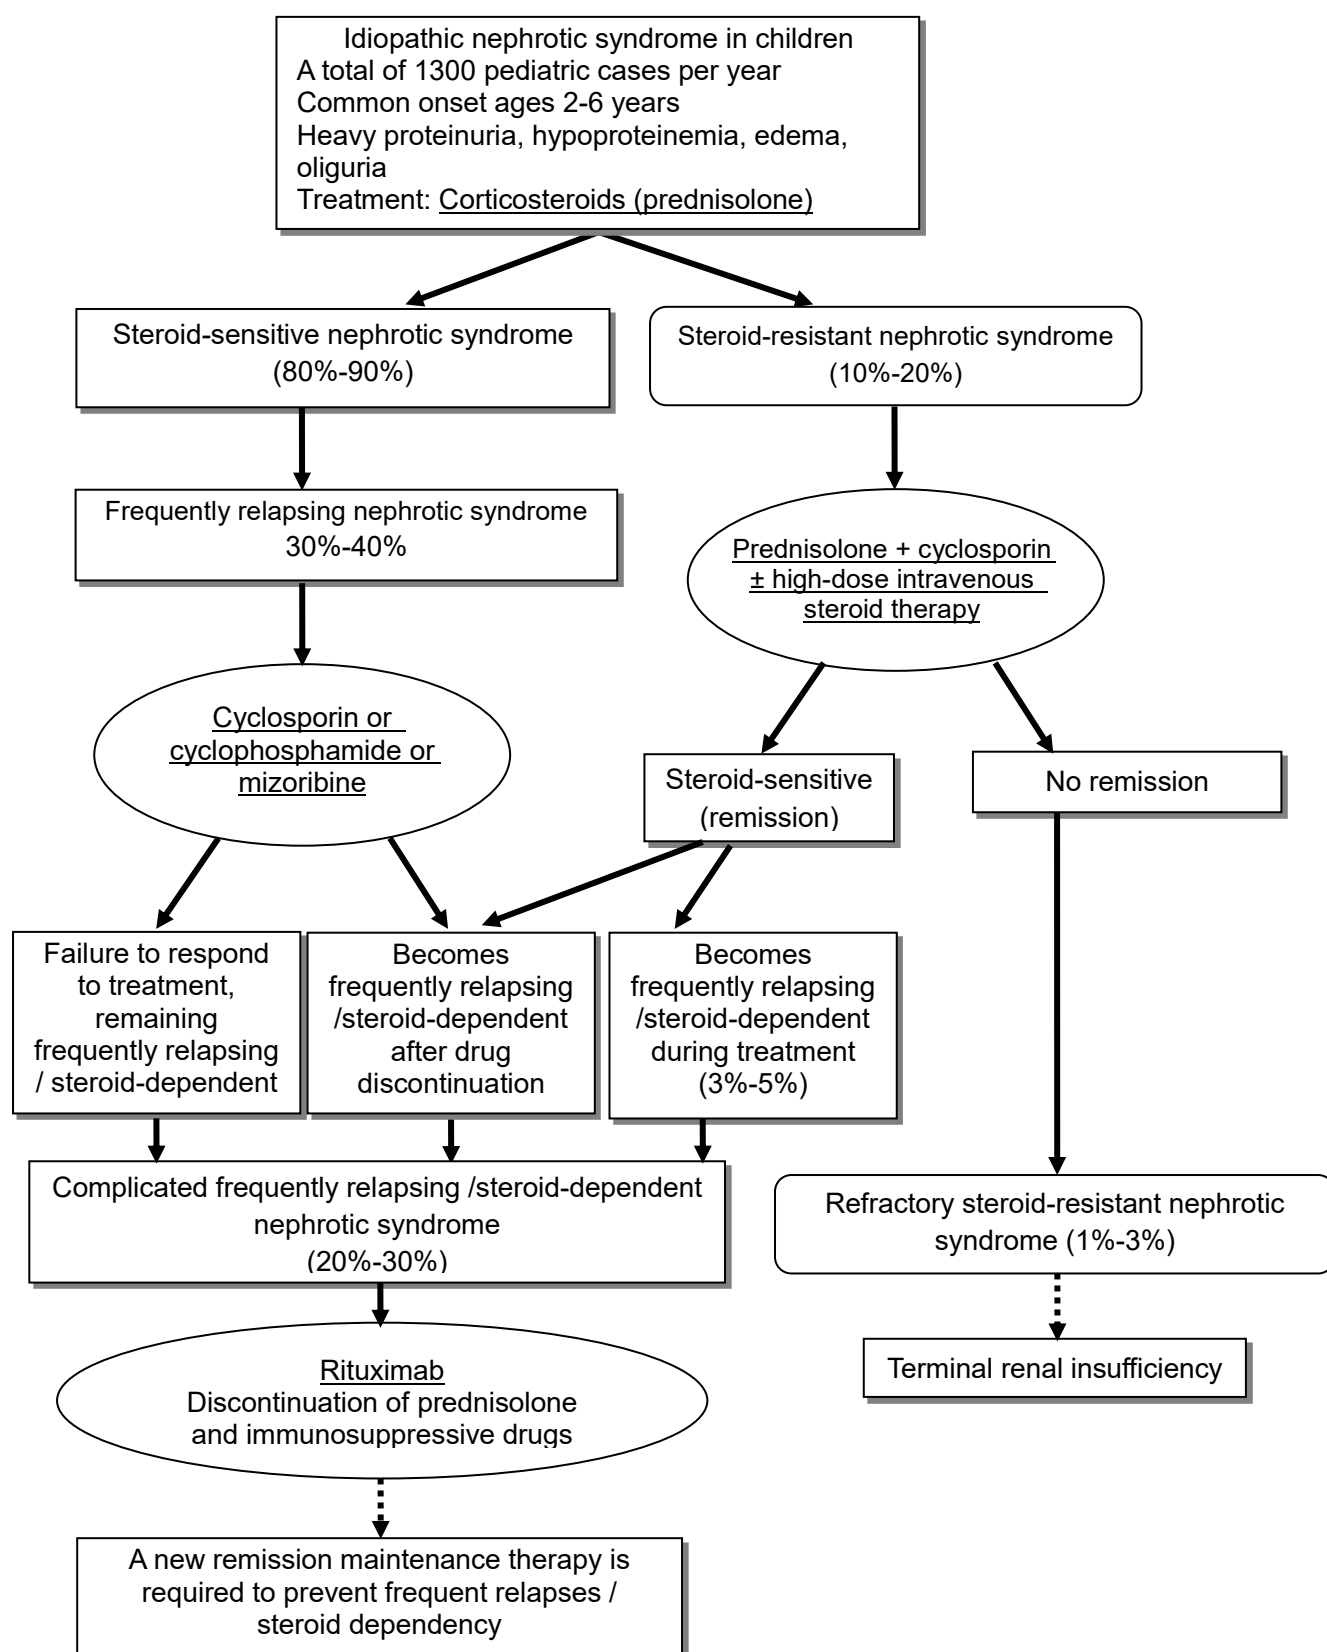 Idiopathic nephrotic syndrome in children
A total of 1300 pediatric cases per year
Common onset ages 2-6 years
Heavy proteinuria, hypoproteinemia, edema,
oliguria
Treatment: Corticosteroids (prednisolone)
Steroid-sensitive nephrotic syndrome
(80%-90%)
Steroid-resistant nephrotic syndrome
(10%-20%)
Frequently relapsing nephrotic syndrome
30%-40%
Prednisolone + cyclosporin
± high-dose intravenous
steroid therapy
Cyclosporin or
cyclophosphamide or
mizoribine
Steroid-sensitive
(remission)
No remission
Failure to respond
to treatment,
remaining
frequently relapsing
/ steroid-dependent
Becomes
frequently relapsing
/steroid-dependent
after drug
discontinuation
Becomes
frequently relapsing
/steroid-dependent
during treatment
(3%-5%)
Complicated frequently relapsing /steroid-dependent
nephrotic syndrome
(20%-30%)
Refractory steroid-resistant nephrotic
syndrome (1%-3%)
Rituximab
Discontinuation of prednisolone
and immunosuppressive drugs
Terminal renal insufficiency
A new remission maintenance therapy is
required to prevent frequent relapses /
steroid dependency